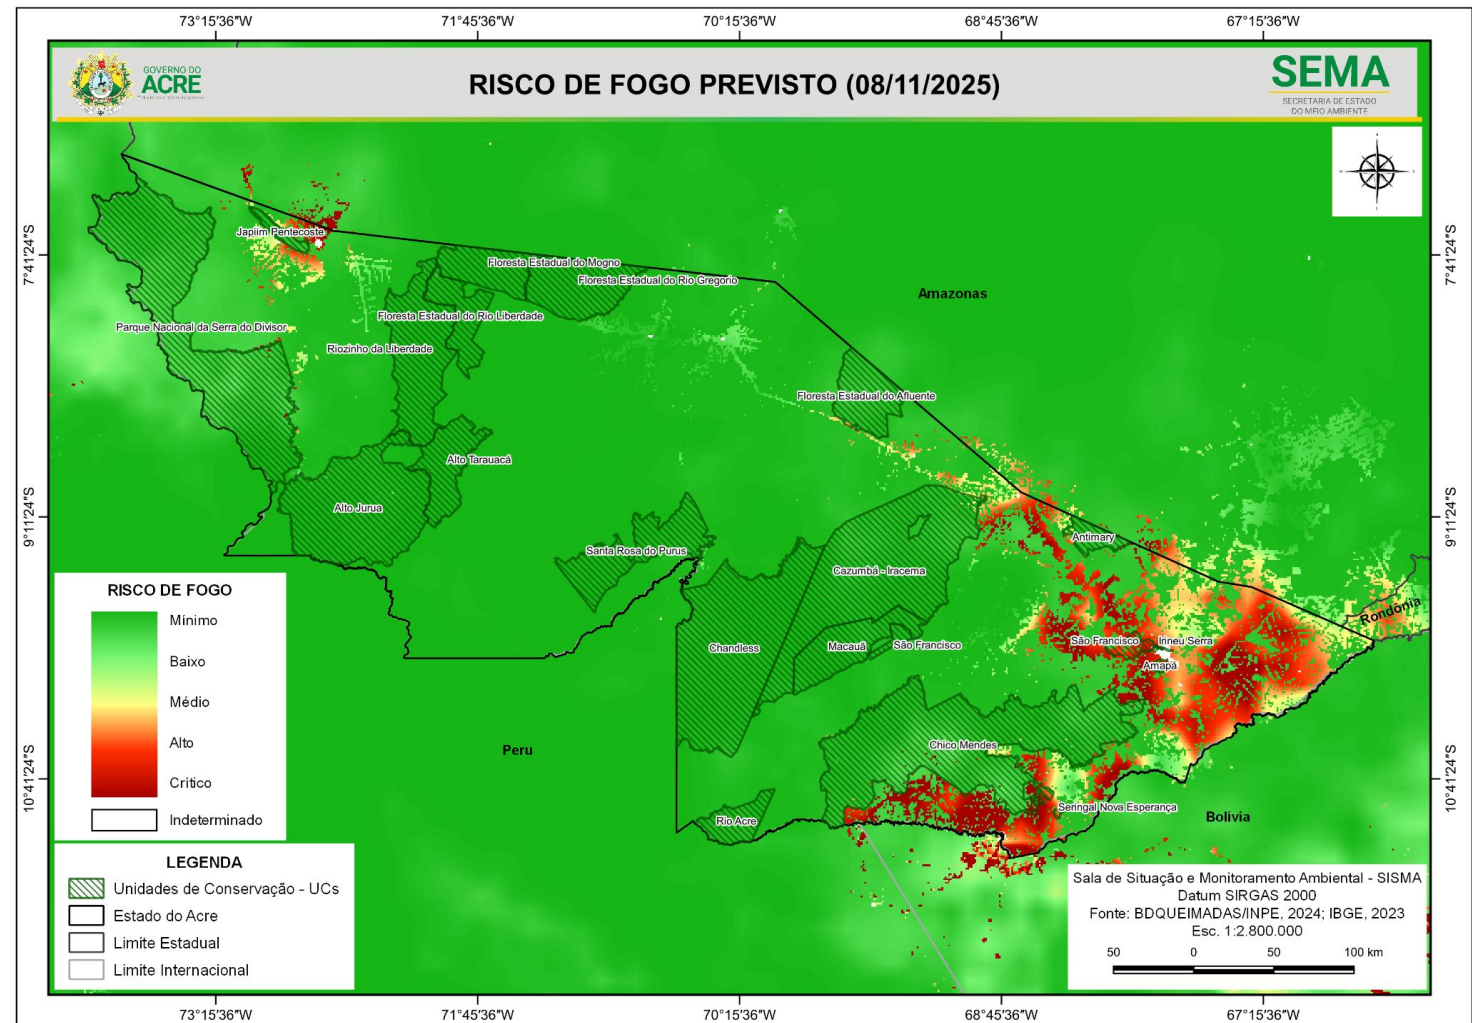 73°15'36"W
71°45'36"W
70°15'36"W
68°45'36"W
67°15'36"W
GOVERNO DO
ACRE
RISCO DE FOGO PREVISTO (08/11/2025)
SEMA
SECRETARIA DE ESTADO
DO MEIO AMBIENTE
7°41'24"S
7°41'24"S
9°11'24"S
9°11'24"S
10°41'24"S
10°41'24"S
Japiim Pentecoste
Floresta Estadual do Mogno
Floresta Estadual do Rio Gregorio
Amazonas
Floresta Estadual do Rio Liberdade
Parque Nacional da Serra do Divisor
Riozinho da Liberdade
Floresta Estadual do Afluente
Alto Tarauacá
Alto Jurua
Antimary
Santa Rosa do Purus
Cazumbá - Iracema
Rondônia
São Francisco
Irineu Serra
Chandless
Macauã
São Francisco
Amapá
Chico Mendes
Peru
Seringal Nova Esperança
Rio Acre
Bolivia
RISCO DE FOGO
Mínimo
Baixo
Médio
Alto
Critico
Indeterminado
LEGENDA
Unidades de Conservação - UCs
Estado do Acre
Limite Estadual
Limite Internacional
Sala de Situação e Monitoramento Ambiental - SISMA
Datum SIRGAS 2000
Fonte: BDQUEIMADAS/INPE, 2024; IBGE, 2023
Esc. 1:2.800.000
50 0 50 100 km
73°15'36"W
71°45'36"W
70°15'36"W
68°45'36"W
67°15'36"W